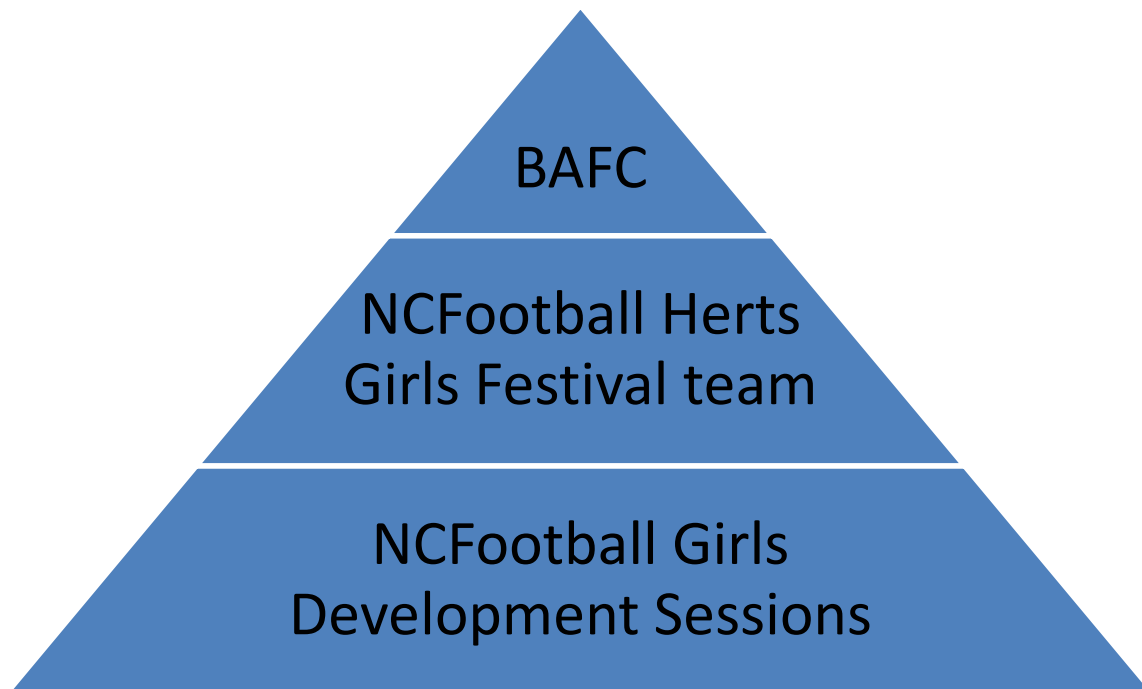 BAFC
NCFootball Herts
Girls Festival team
NCFootball Girls
Development Sessions